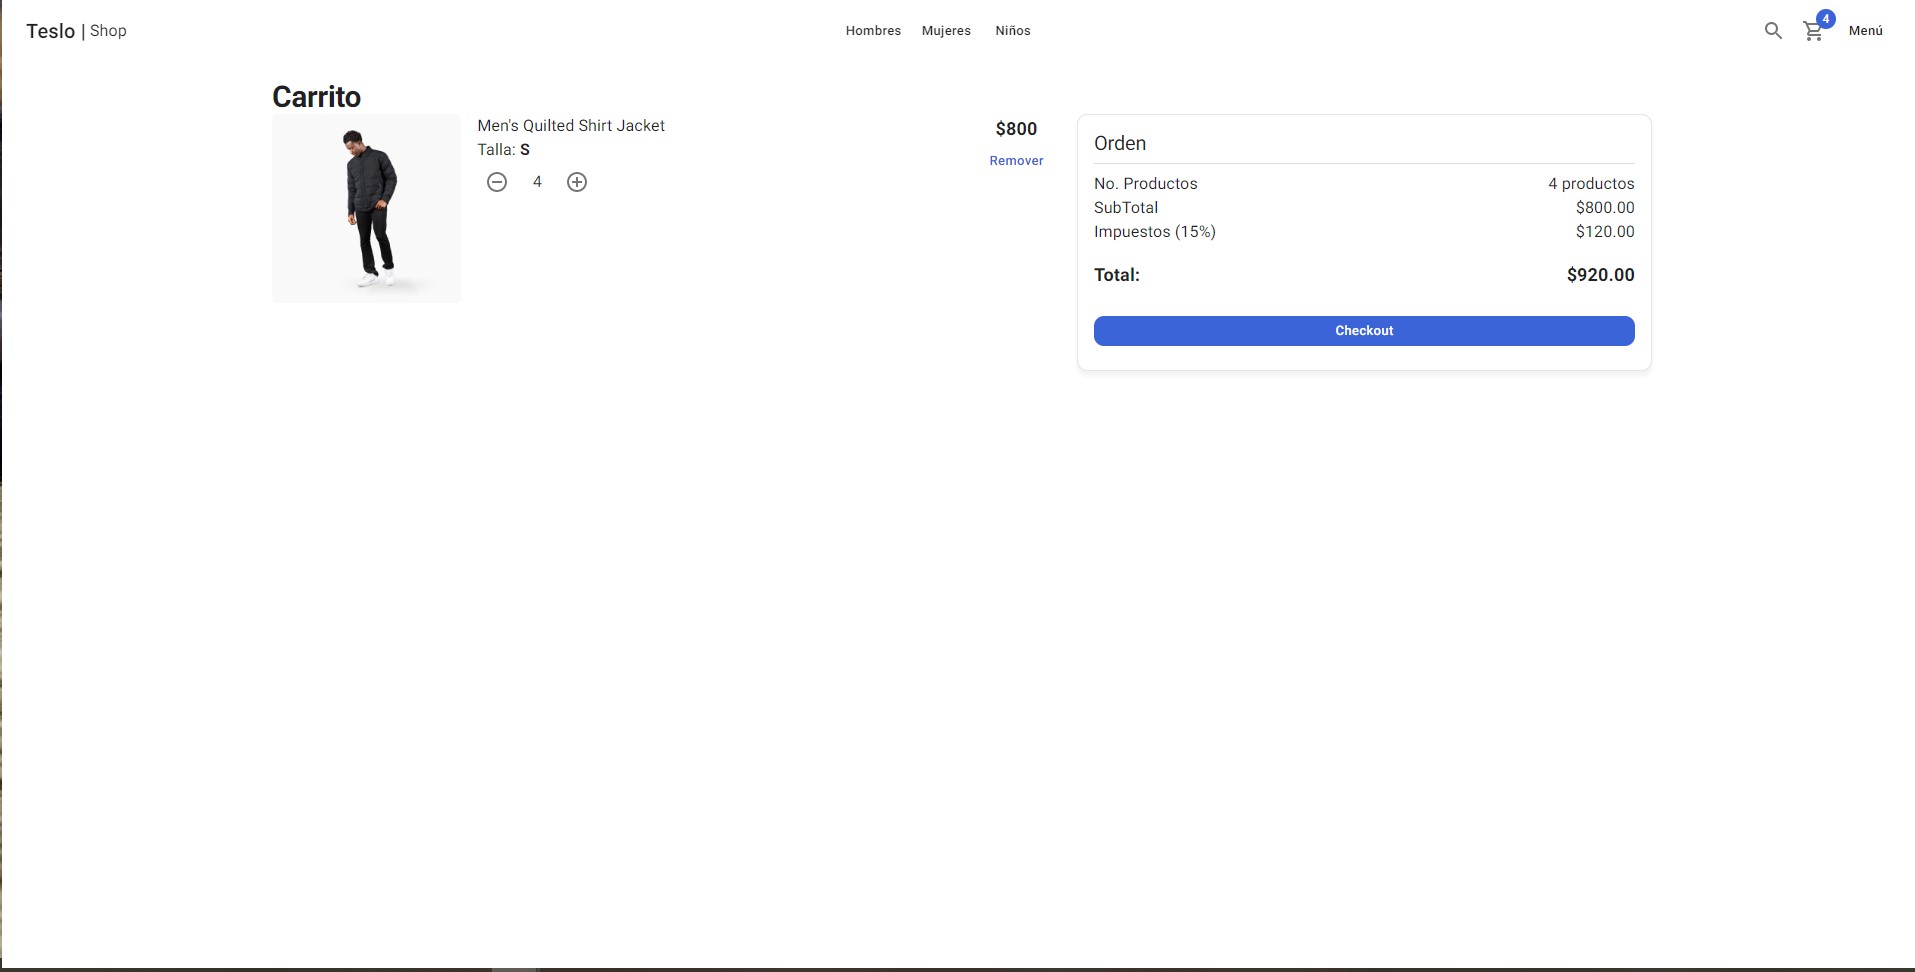 Teslo | Shop
Hombres Mujeres Niños
4
Menú
Carrito
Men's Quilted Shirt Jacket
Talla: S
4
$800
Remover
Orden
No. Productos 4 productos
SubTotal $800.00
Impuestos (15%) $120.00
Total: $920.00
Checkout